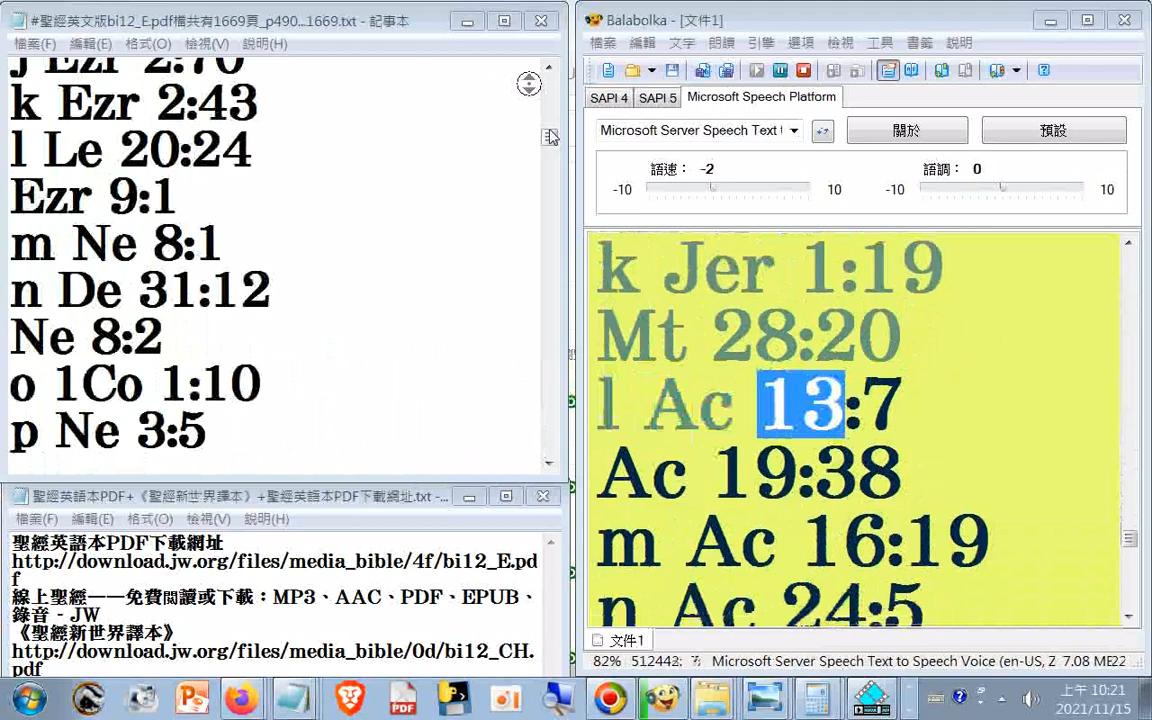 #聖經英文版bi12_E.pdf檔共有1669頁_p490...1669.txt - 記事本
檔案(F) 編輯(E) 格式(O) 檢視(V) 說明(H)
j Ezr 2:70
k Ezr 2:43
l Le 20:24
Ezr 9:1
m Ne 8:1
n De 31:12
Ne 8:2
o 1Co 1:10
p Ne 3:5
聖經英語本PDF+《聖經新世界譯本》+聖經英語本PDF下載網址.txt -...
檔案(F) 編輯(E) 格式(O) 檢視(V) 說明(H)
聖經英語本PDF下載網址
http://download.jw.org/files/media_bible/4f/bi12_E.pd
f
線上聖經——免費閱讀或下載：MP3、AAC、PDF、EPUB、
錄音 - JW
《聖經新世界譯本》
http://download.jw.org/files/media_bible/0d/bi12_CH.
pdf
Balabolka - [文件1]
檔案 編輯 文字 朗讀 引擎 選項 檢視 工具 書籤 說明
SAPI 4 SAPI 5 Microsoft Speech Platform
Microsoft Server Speech Text t 關於 預設
語速： -2 語調： 0
-10 10 -10 10
k Jer 1:19
Mt 28:20
l Ac 13:7
Ac 19:38
m Ac 16:19
n Ac 24:5
文件1
82% 512442: Microsoft Server Speech Text to Speech Voice (en-US, Z 7.08 ME22
上午 10:21
2021/11/15